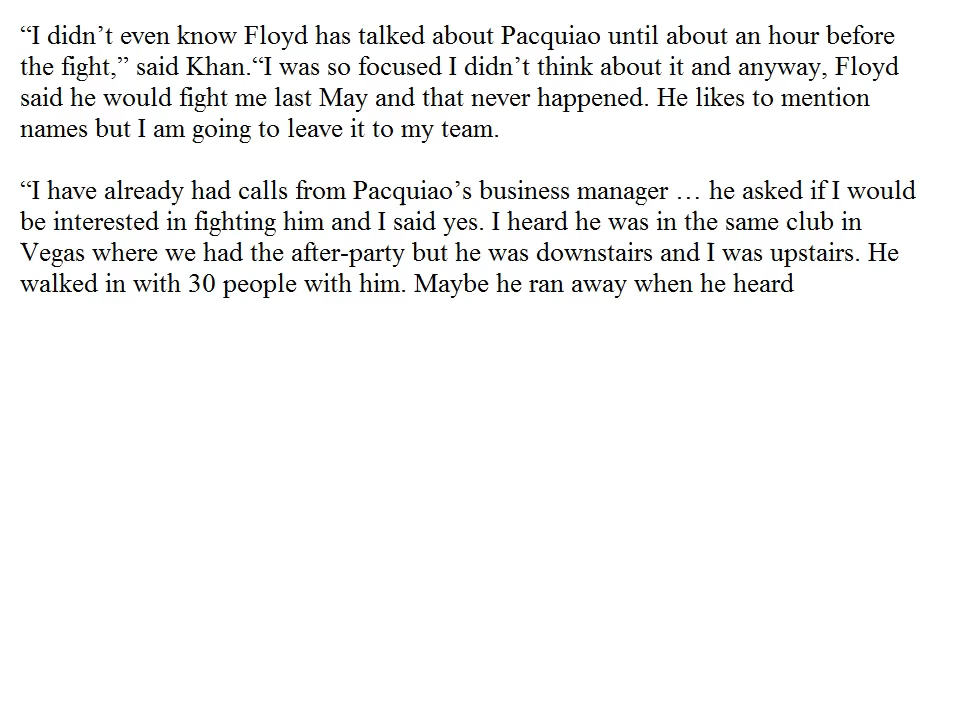 “I didn’t even know Floyd has talked about Pacquiao until about an hour before
the fight,” said Khan.“I was so focused I didn’t think about it and anyway, Floyd
said he would fight me last May and that never happened. He likes to mention
names but I am going to leave it to my team.

“I have already had calls from Pacquiao’s business manager … he asked if I would
be interested in fighting him and I said yes. I heard he was in the same club in
Vegas where we had the after-party but he was downstairs and I was upstairs. He
walked in with 30 people with him. Maybe he ran away when he heard